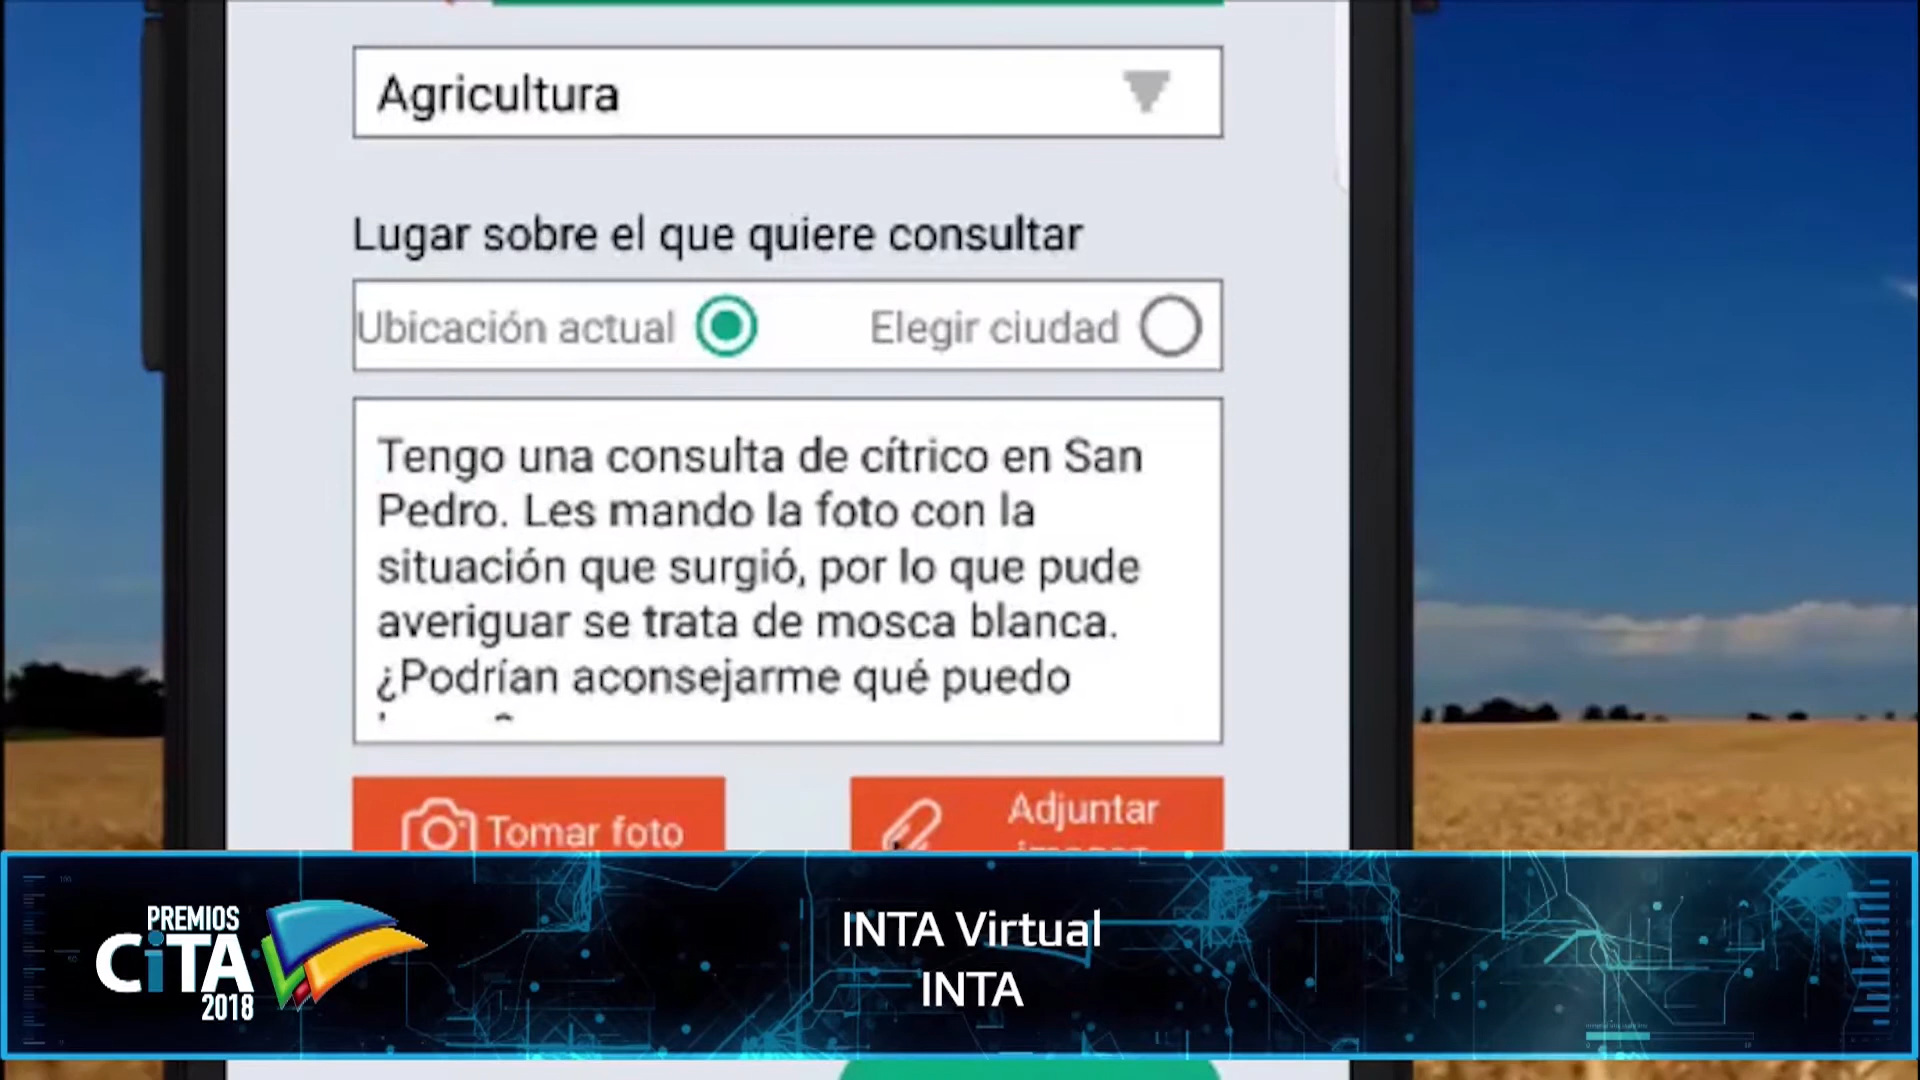 Agricultura
Lugar sobre el que quiere consultar
Ubicación actual
Elegir ciudad
Tengo una consulta de cítrico en San
Pedro. Les mando la foto con la
situación que surgió, por lo que pude
averiguar se trata de mosca blanca.
¿Podrían aconsejarme qué puedo
Tomar foto
Adjuntar
PREMIOS
CiTA
2018
INTA Virtual
INTA